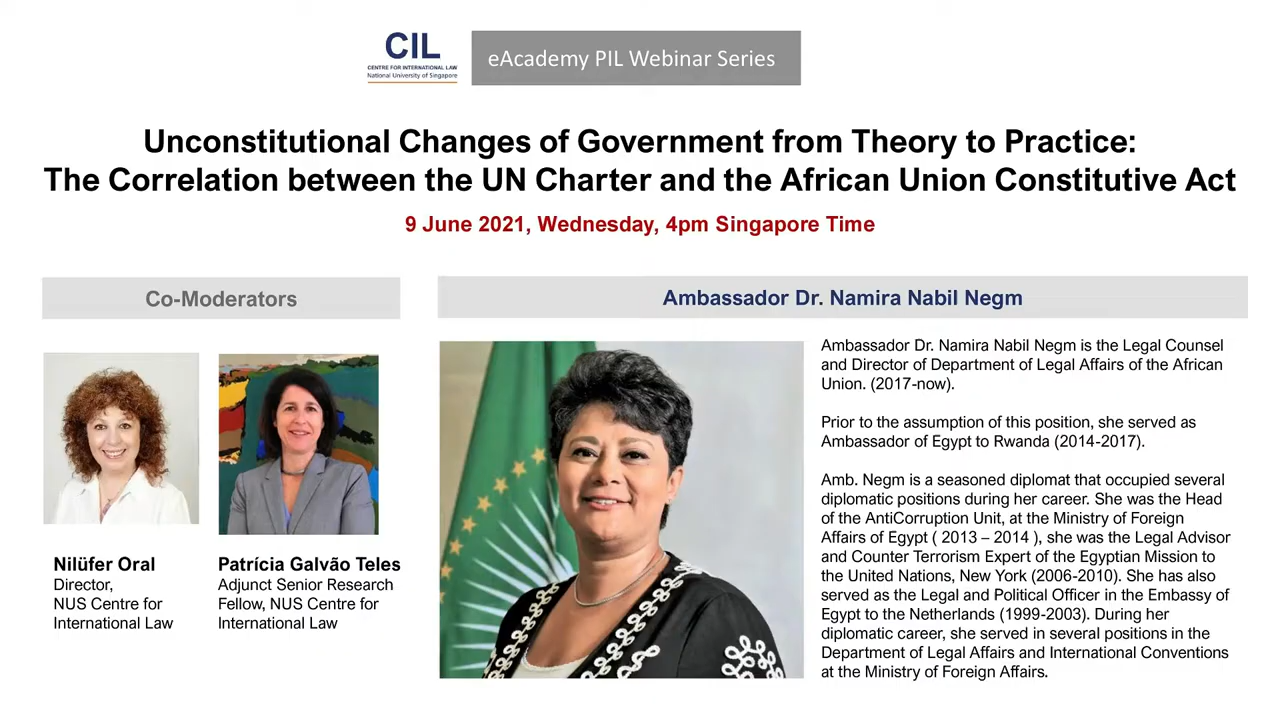 CIL
CENTRE FOR INTERNATIONAL LAW
National University of Singapore
eAcademy PIL Webinar Series
Unconstitutional Changes of Government from Theory to Practice:
The Correlation between the UN Charter and the African Union Constitutive Act
9 June 2021, Wednesday, 4pm Singapore Time
Co-Moderators
Nilüfer Oral
Director,
NUS Centre for
International Law
Patrícia Galvão Teles
Adjunct Senior Research
Fellow, NUS Centre for
International Law
Ambassador Dr. Namira Nabil Negm
Ambassador Dr. Namira Nabil Negm is the Legal Counsel
and Director of Department of Legal Affairs of the African
Union. (2017-now).
Prior to the assumption of this position, she served as
Ambassador of Egypt to Rwanda (2014-2017).
Amb. Negm is a seasoned diplomat that occupied several
diplomatic positions during her career. She was the Head
of the AntiCorruption Unit, at the Ministry of Foreign
Affairs of Egypt ( 2013 – 2014 ), she was the Legal Advisor
and Counter Terrorism Expert of the Egyptian Mission to
the United Nations, New York (2006-2010). She has also
served as the Legal and Political Officer in the Embassy of
Egypt to the Netherlands (1999-2003). During her
diplomatic career, she served in several positions in the
Department of Legal Affairs and International Conventions
at the Ministry of Foreign Affairs.